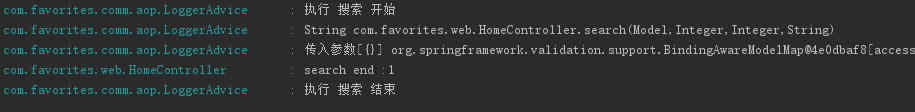 com.favorites.comm.aop.LoggerAdvice : 执行 搜索 开始
com.favorites.comm.aop.LoggerAdvice : String com.favorites.web.HomeController.search(Model,Integer,Integer,String)
com.favorites.comm.aop.LoggerAdvice : 传入参数[{}] org.springframework.validation.support.BindingAwareModelMap@4e0dbaf8[access
com.favorites.web.HomeController : search end :1
com.favorites.comm.aop.LoggerAdvice : 执行 搜索 结束